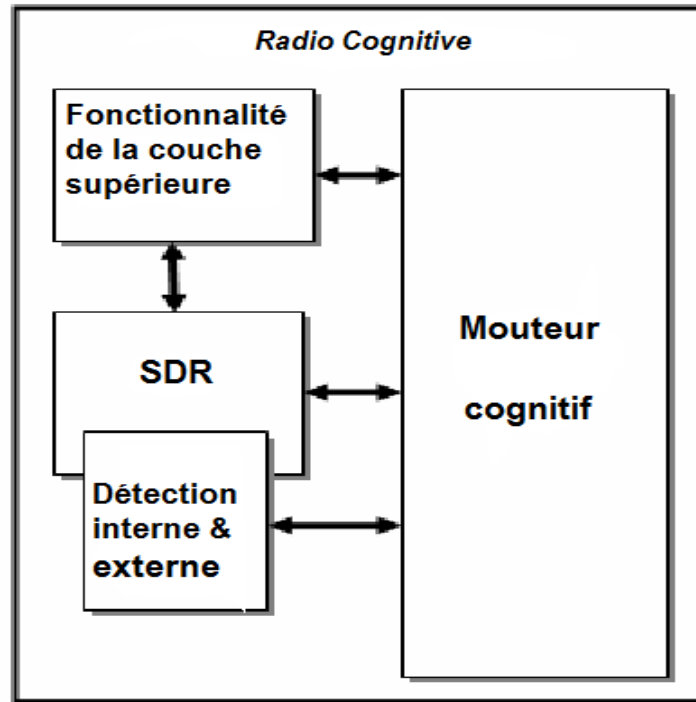 Radio Cognitive
Fonctionnalité
de la couche
supérieure
SDR
Mouteur
cognitif
Détection
interne &
externe